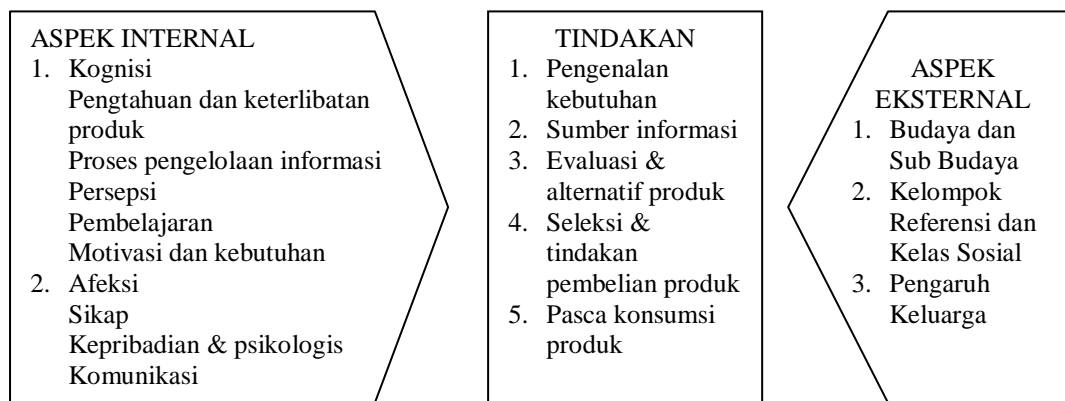 ASPEK INTERNAL
1. Kognisi
Pengtahuan dan keterlibatan
produk
Proses pengelolaan informasi
Persepsi
Pembelajaran
Motivasi dan kebutuhan
2. Afeksi
Sikap
Kepribadian & psikologis
Komunikasi
TINDAKAN
1. Pengenalan
kebutuhan
2. Sumber informasi
3. Evaluasi &
alternatif produk
4. Seleksi &
tindakan
pembelian produk
5. Pasca konsumsi
produk
ASPEK
EKSTERNAL
1. Budaya dan
Sub Budaya
2. Kelompok
Referensi dan
Kelas Sosial
3. Pengaruh
Keluarga